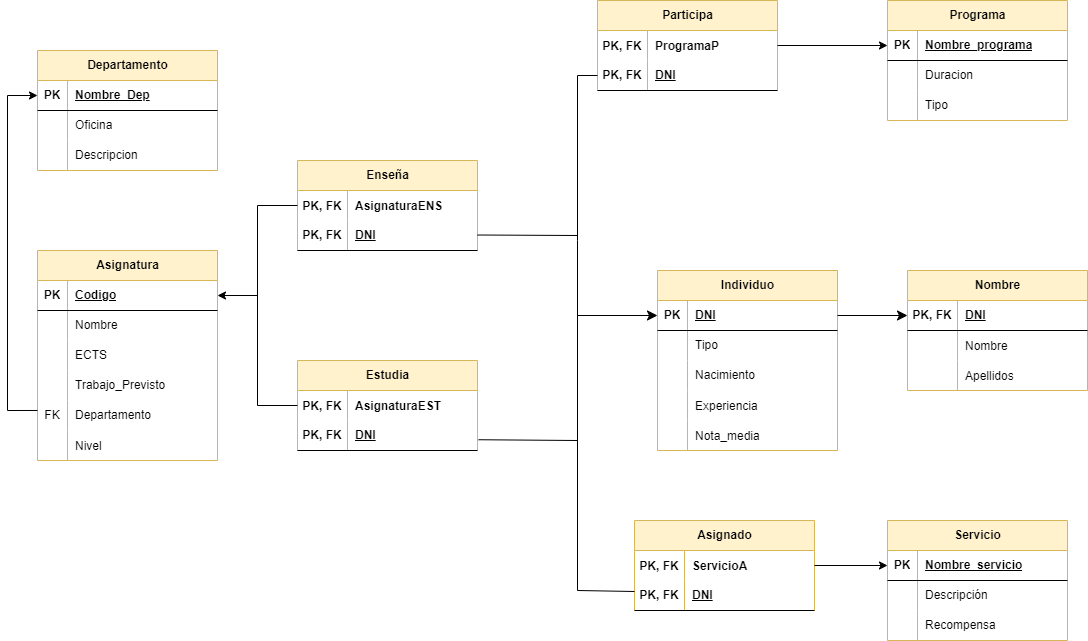 Participa
PK, FK ProgramaP
PK, FK DNI
Programa
PK Nombre_programa
Duracion
Tipo
Departamento
PK Nombre_Dep
Oficina
Descripcion
Enseña
PK, FK AsignaturaENS
PK, FK DNI
Asignatura
PK Codigo
Nombre
ECTS
Trabajo_Previsto
FK Departamento
Nivel
Individuo
PK DNI
Tipo
Nacimiento
Experiencia
Nota_media
Nombre
PK, FK DNI
Nombre
Apellidos
Estudia
PK, FK AsignaturaEST
PK, FK DNI
Asignado
PK, FK ServicioA
PK, FK DNI
Servicio
PK Nombre_servicio
Descripción
Recompensa